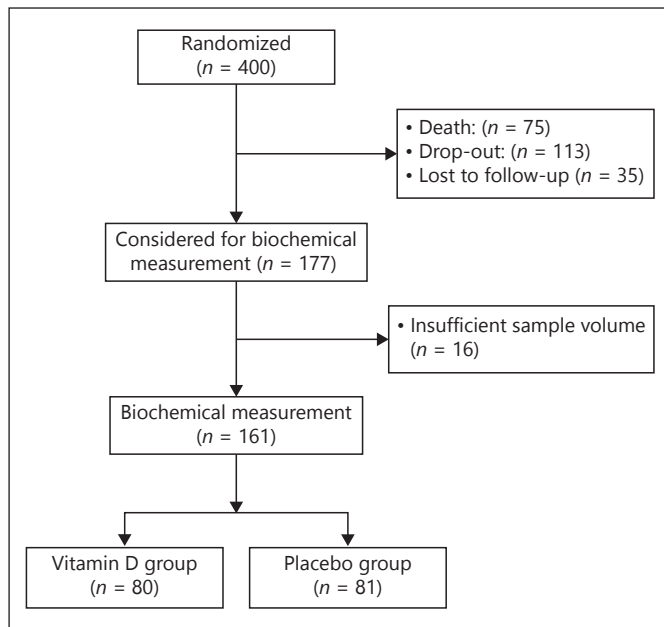 Randomized
(n = 400)
• Death: (n = 75)
• Drop-out: (n = 113)
• Lost to follow-up (n = 35)
Considered for biochemical
measurement (n = 177)
• Insufficient sample volume
(n = 16)
Biochemical measurement
(n = 161)
Vitamin D group
(n = 80)
Placebo group
(n = 81)